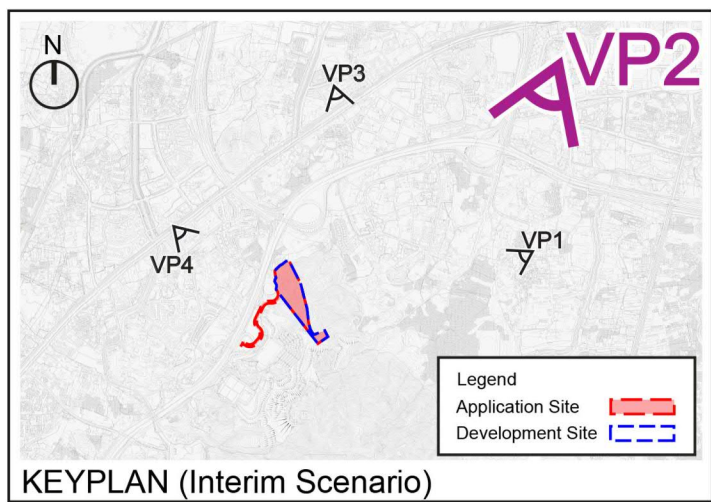 N
VP3
VP2
VP4
VP1
Legend
Application Site
Development Site
KEYPLAN (Interim Scenario)